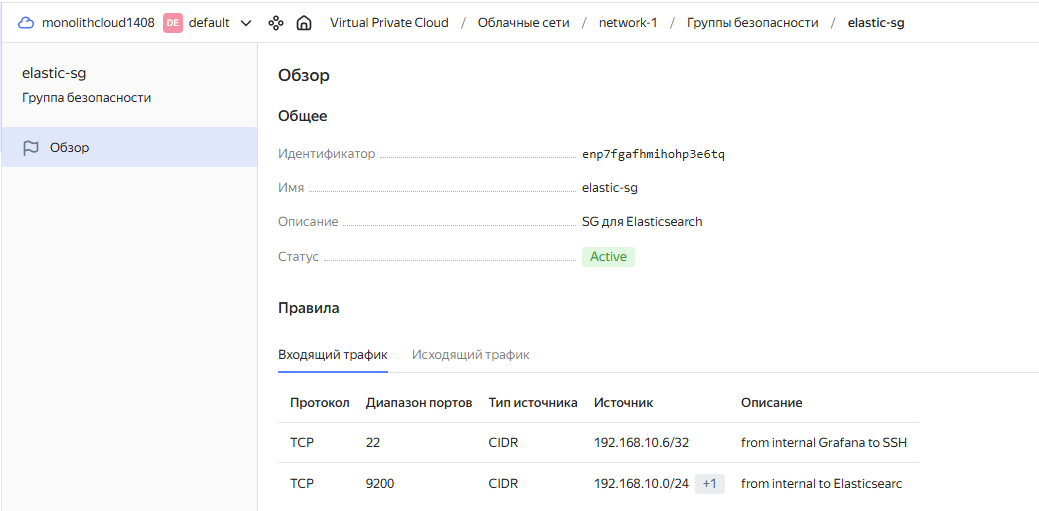 monolithcloud1408 DE default Virtual Private Cloud / Облачные сети / network-1 / Группы безопасности / elastic-sg
elastic-sg
Группа безопасности
Обзор
Обзор
Общее
Идентификатор enp7fgafhmihohp3e6tq
Имя elastic-sg
Описание SG для Elasticsearch
Статус Active
Правила
Входящий трафик Исходящий трафик
Протокол Диапазон портов Тип источника Источник Описание
TCP 22 CIDR 192.168.10.6/32 from internal Grafana to SSH
TCP 9200 CIDR 192.168.10.0/24 +1 from internal to Elasticsearc